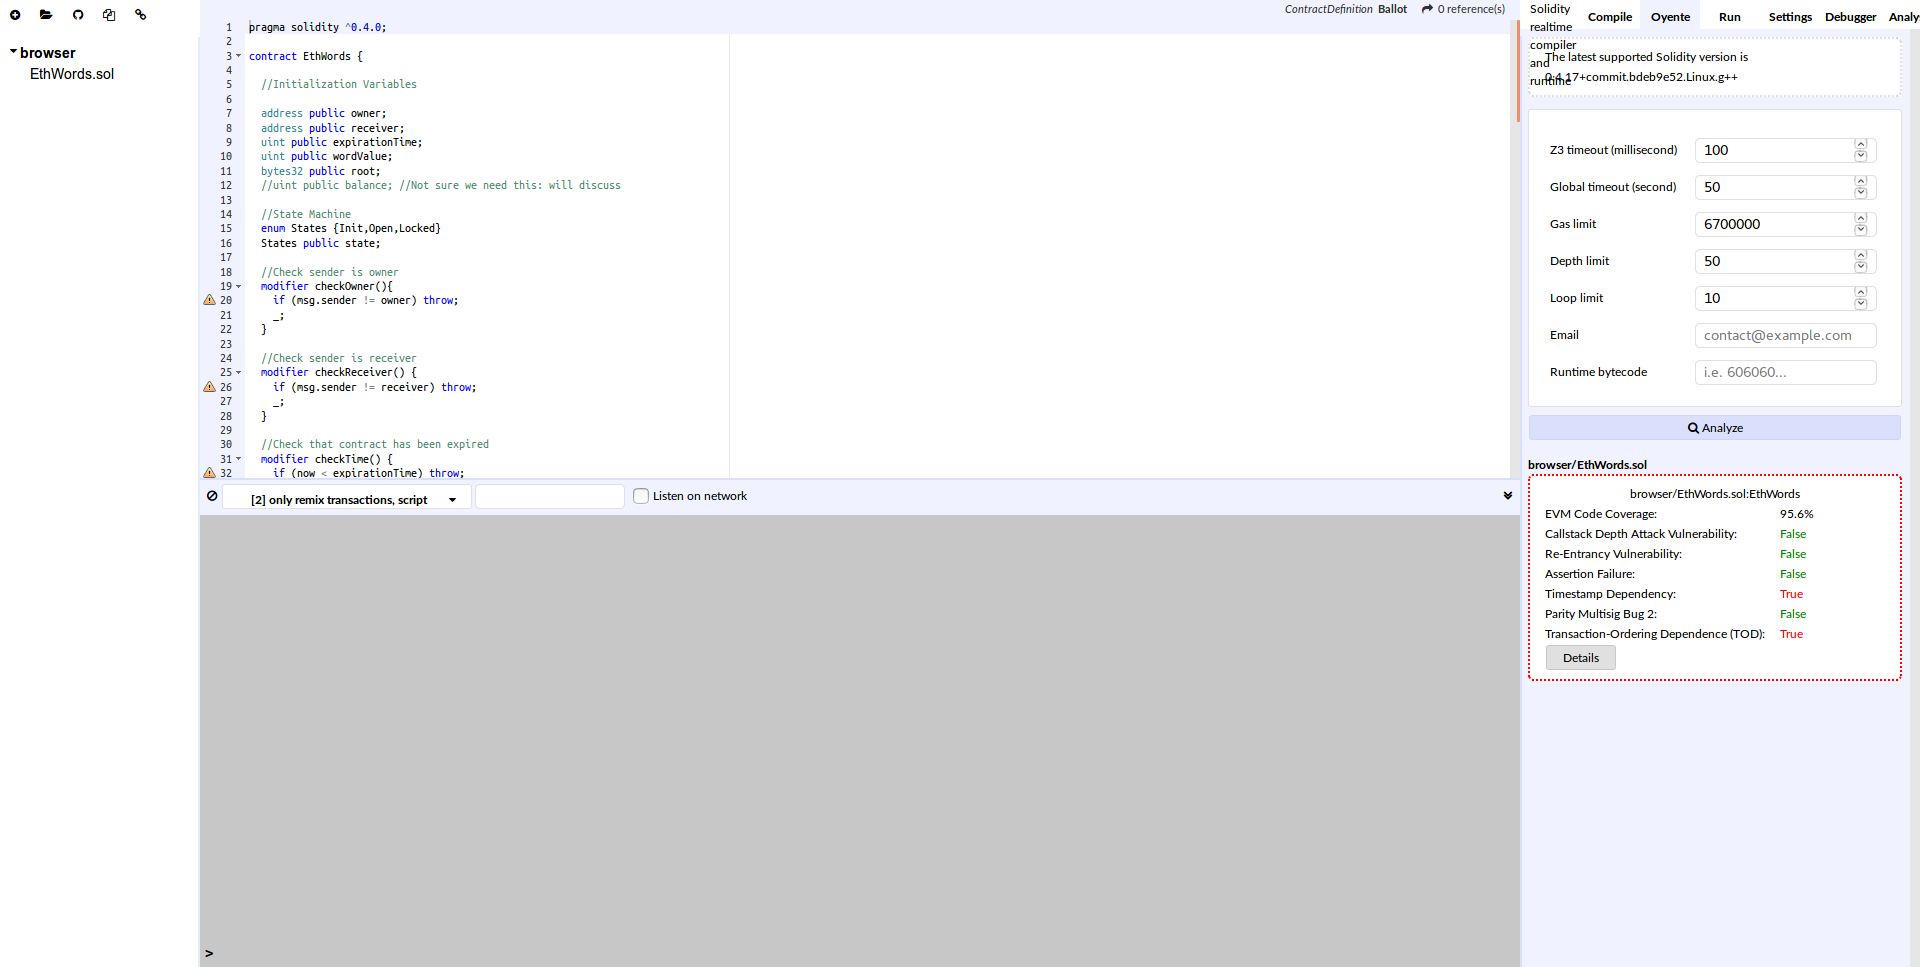 browser
EthWords.sol
ContractDefinition Ballot 0 reference(s)
1 pragma solidity ^0.4.0;
2
3 contract EthWords {
4
5 //Initialization Variables
6
7 address public owner;
8 address public receiver;
9 uint public expirationTime;
10 uint public wordValue;
11 bytes32 public root;
12 //uint public balance; //Not sure we need this: will discuss
13
14 //State Machine
15 enum States {Init,Open,Locked}
16 States public state;
17
18 //Check sender is owner
19 modifier checkOwner(){
20 if (msg.sender != owner) throw;
21 _;
22 }
23
24 //Check sender is receiver
25 modifier checkReceiver() {
26 if (msg.sender != receiver) throw;
27 _;
28 }
29
30 //Check that contract has been expired
31 modifier checkTime() {
32 if (now < expirationTime) throw;
[2] only remix transactions, script
Listen on network
>
Solidity
realtime
compiler
and
runtime
Compile Oyente Run Settings Debugger Analys
The latest supported Solidity version is
0.4.17+commit.bdeb9e52.Linux.g++
Z3 timeout (millisecond) 100
Global timeout (second) 50
Gas limit 6700000
Depth limit 50
Loop limit 10
Email contact@example.com
Runtime bytecode i.e. 606060...
Analyze
browser/EthWords.sol
browser/EthWords.sol:EthWords
EVM Code Coverage: 95.6%
Callstack Depth Attack Vulnerability: False
Re-Entrancy Vulnerability: False
Assertion Failure: False
Timestamp Dependency: True
Parity Multisig Bug 2: False
Transaction-Ordering Dependence (TOD): True
Details